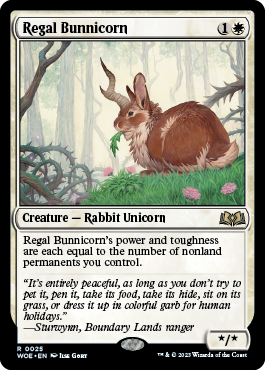 Regal Bunnicorn 1
Creature — Rabbit Unicorn
Regal Bunnicorn's power and toughness
are each equal to the number of nonland
permanents you control.
"It's entirely peaceful, as long as you don't try to
pet it, pen it, take its food, take its hide, sit on its
grass, or dress it up in colorful garb for human
holidays."
—Sturwynn, Boundary Lands ranger
*/*
R 0025
WOE • EN Ilse Gort
™ & © 2023 Wizards of the Coast